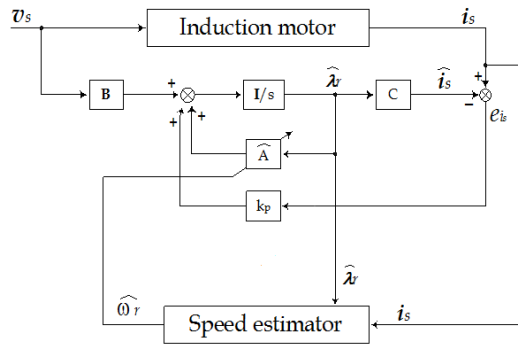 vs
Induction motor
is
B
+
+
+
I/s
λ̂r
C
îs
+
−
eis
Â
kp
λ̂r
ω̂r
Speed estimator
is